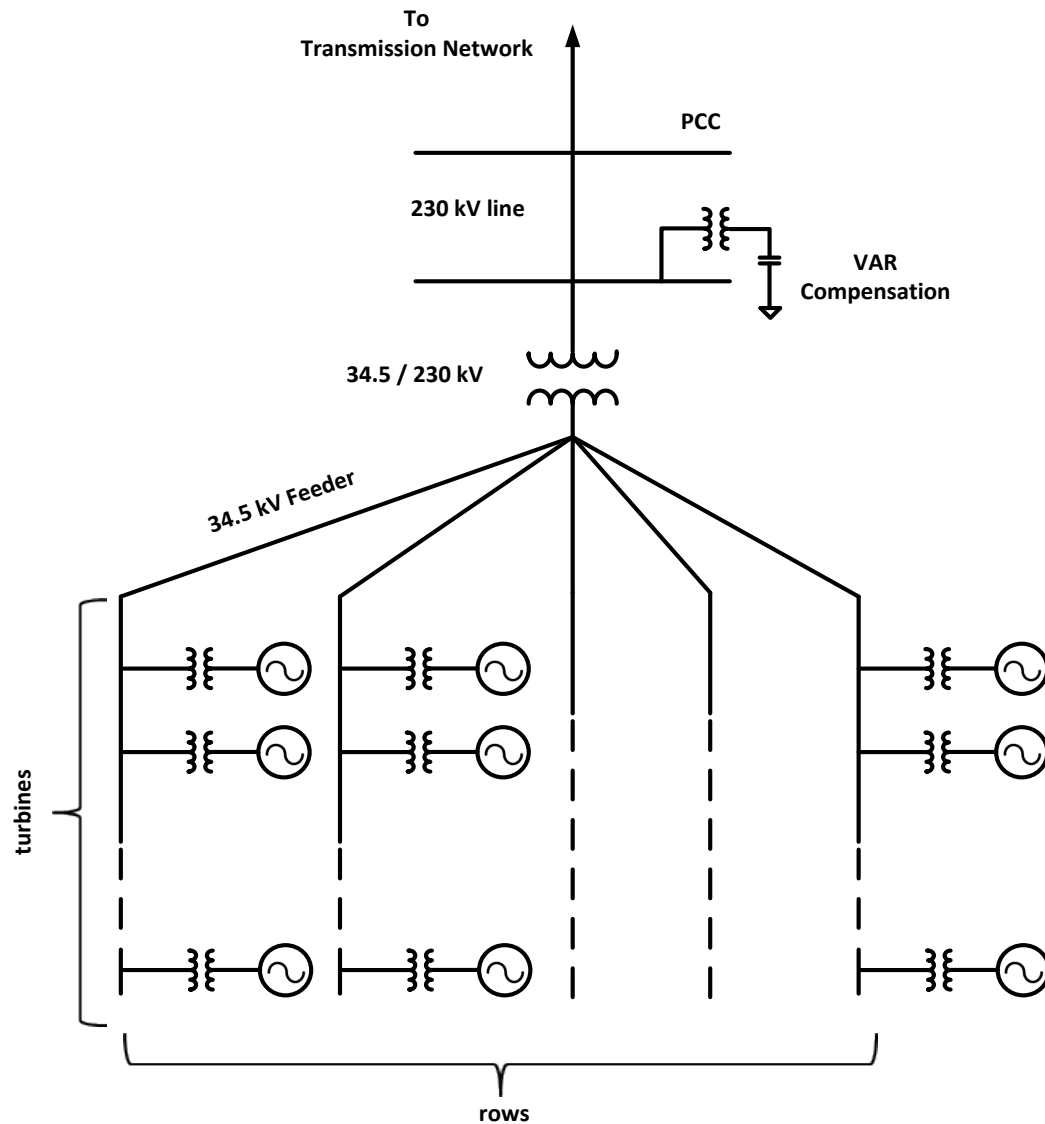 To
Transmission Network
PCC
230 kV line
VAR
Compensation
34.5 / 230 kV
34.5 kV Feeder
turbines
rows